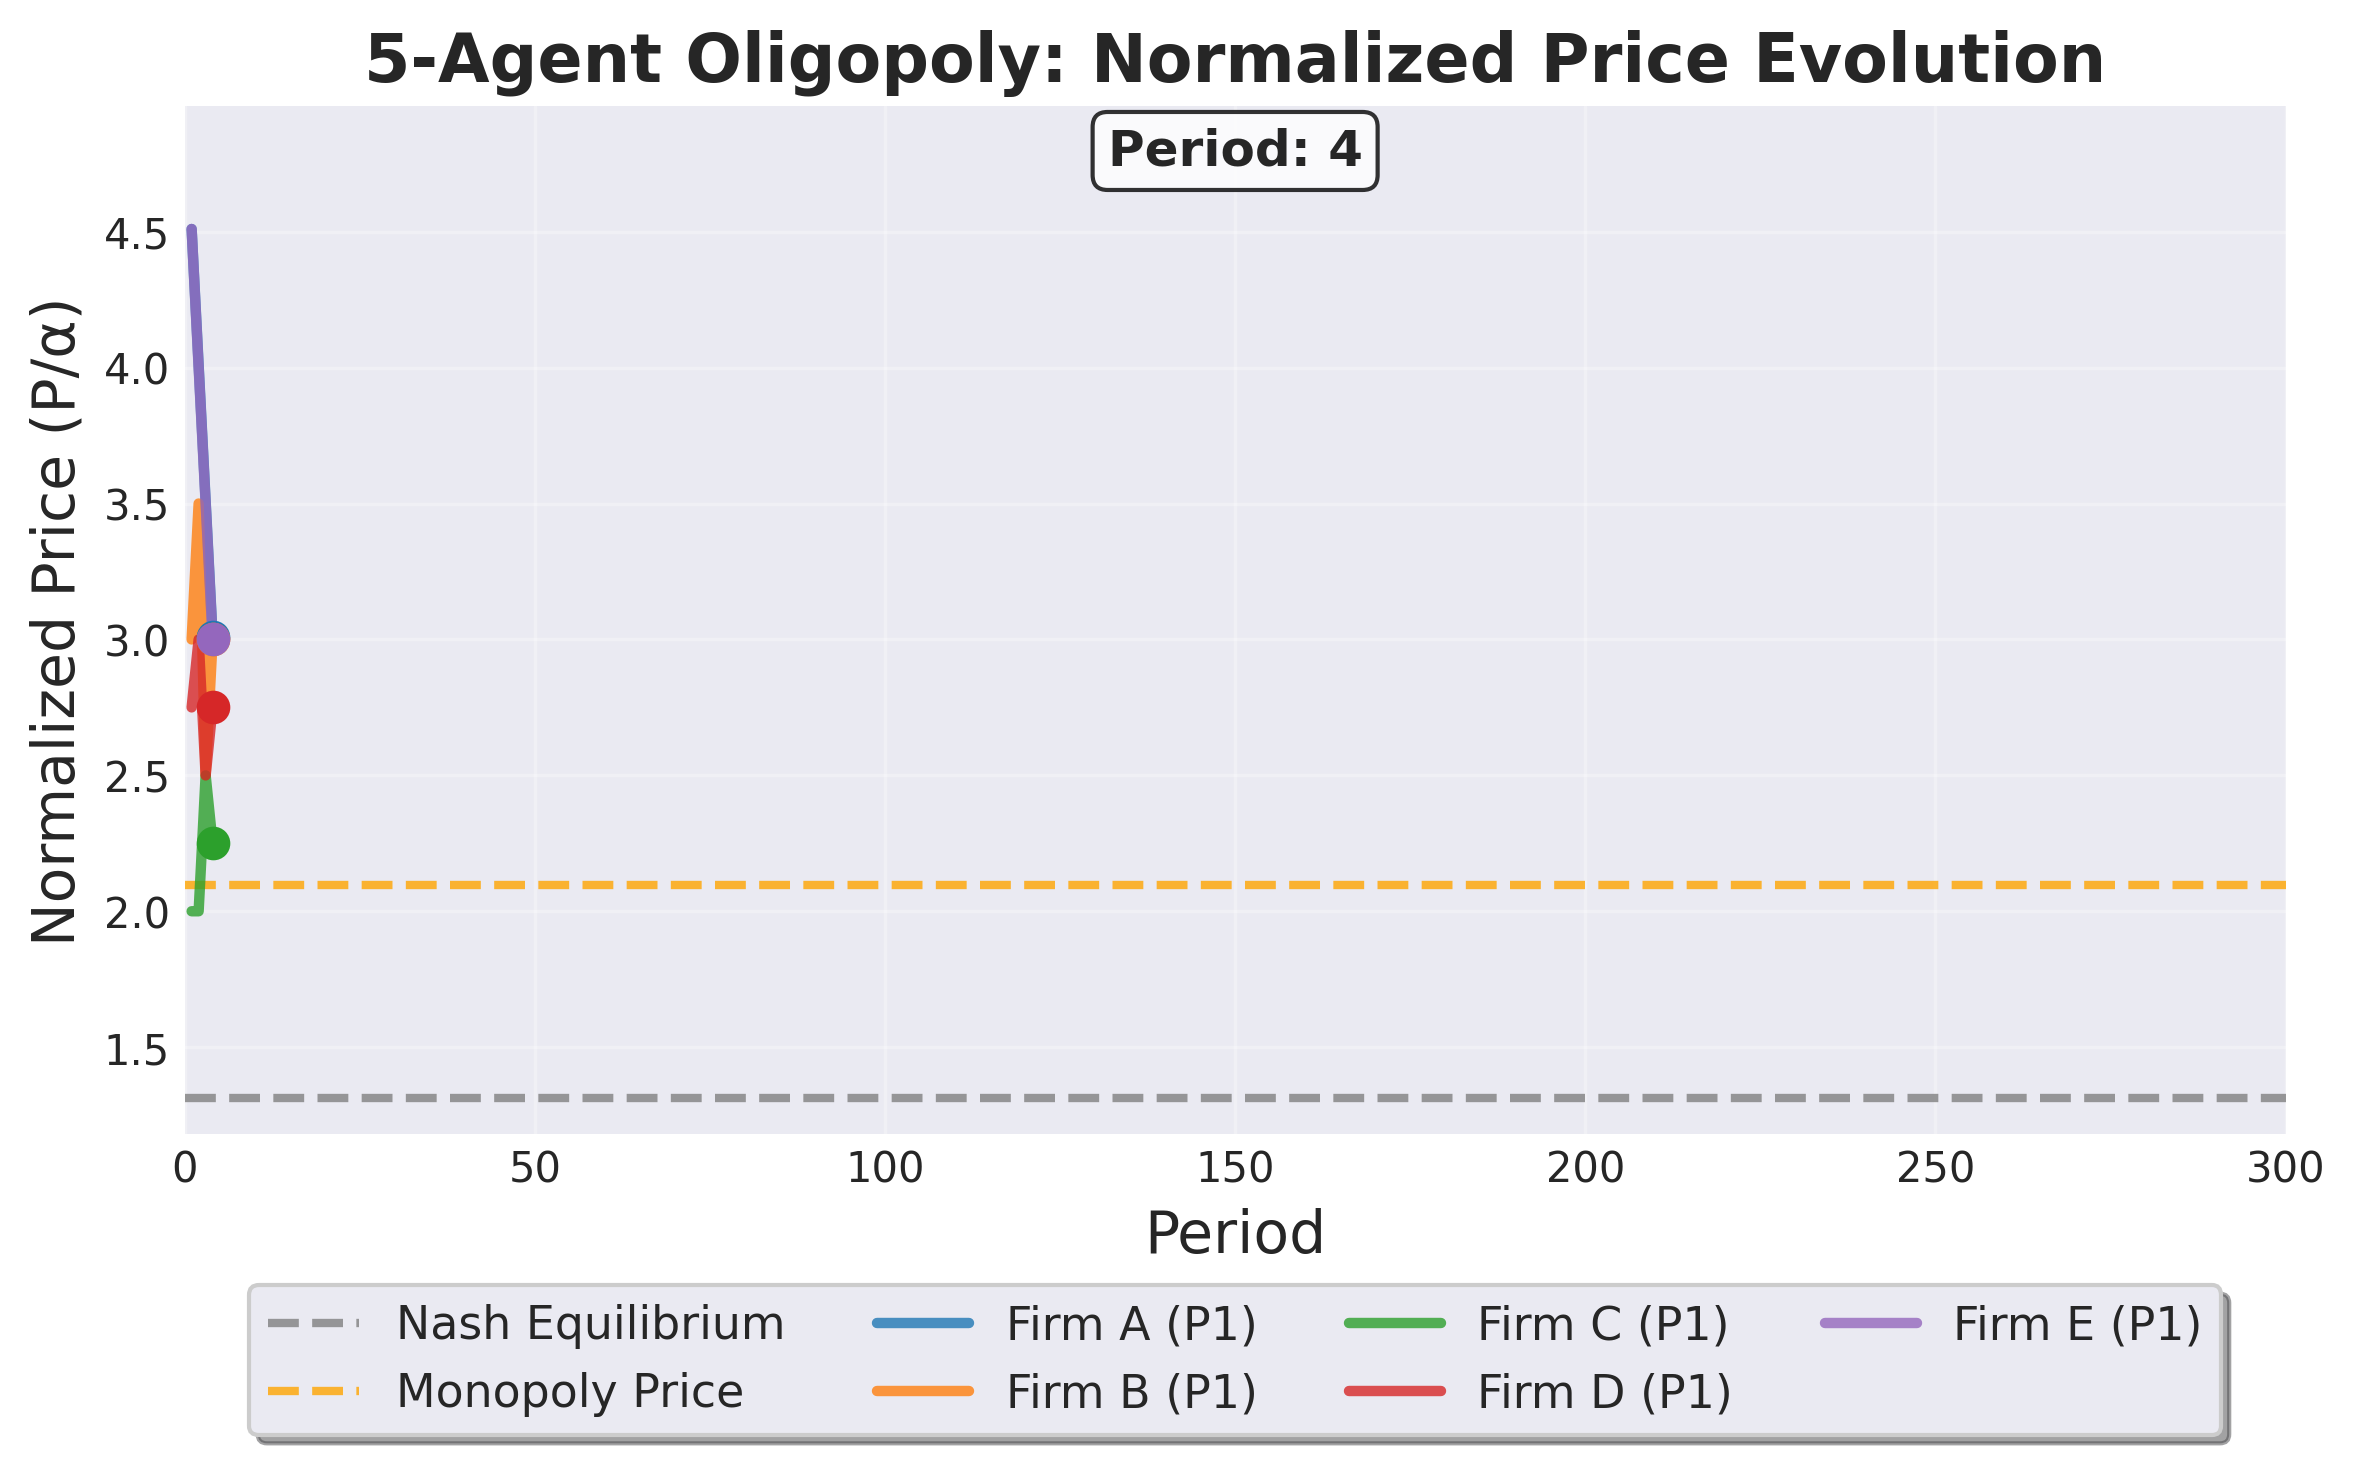 5-Agent Oligopoly: Normalized Price Evolution
Period: 4
Normalized Price (P/α)
4.5
4.0
3.5
3.0
2.5
2.0
1.5
0 50 100 150 200 250 300
Period
Nash Equilibrium Firm A (P1) Firm C (P1) Firm E (P1)
Monopoly Price Firm B (P1) Firm D (P1)